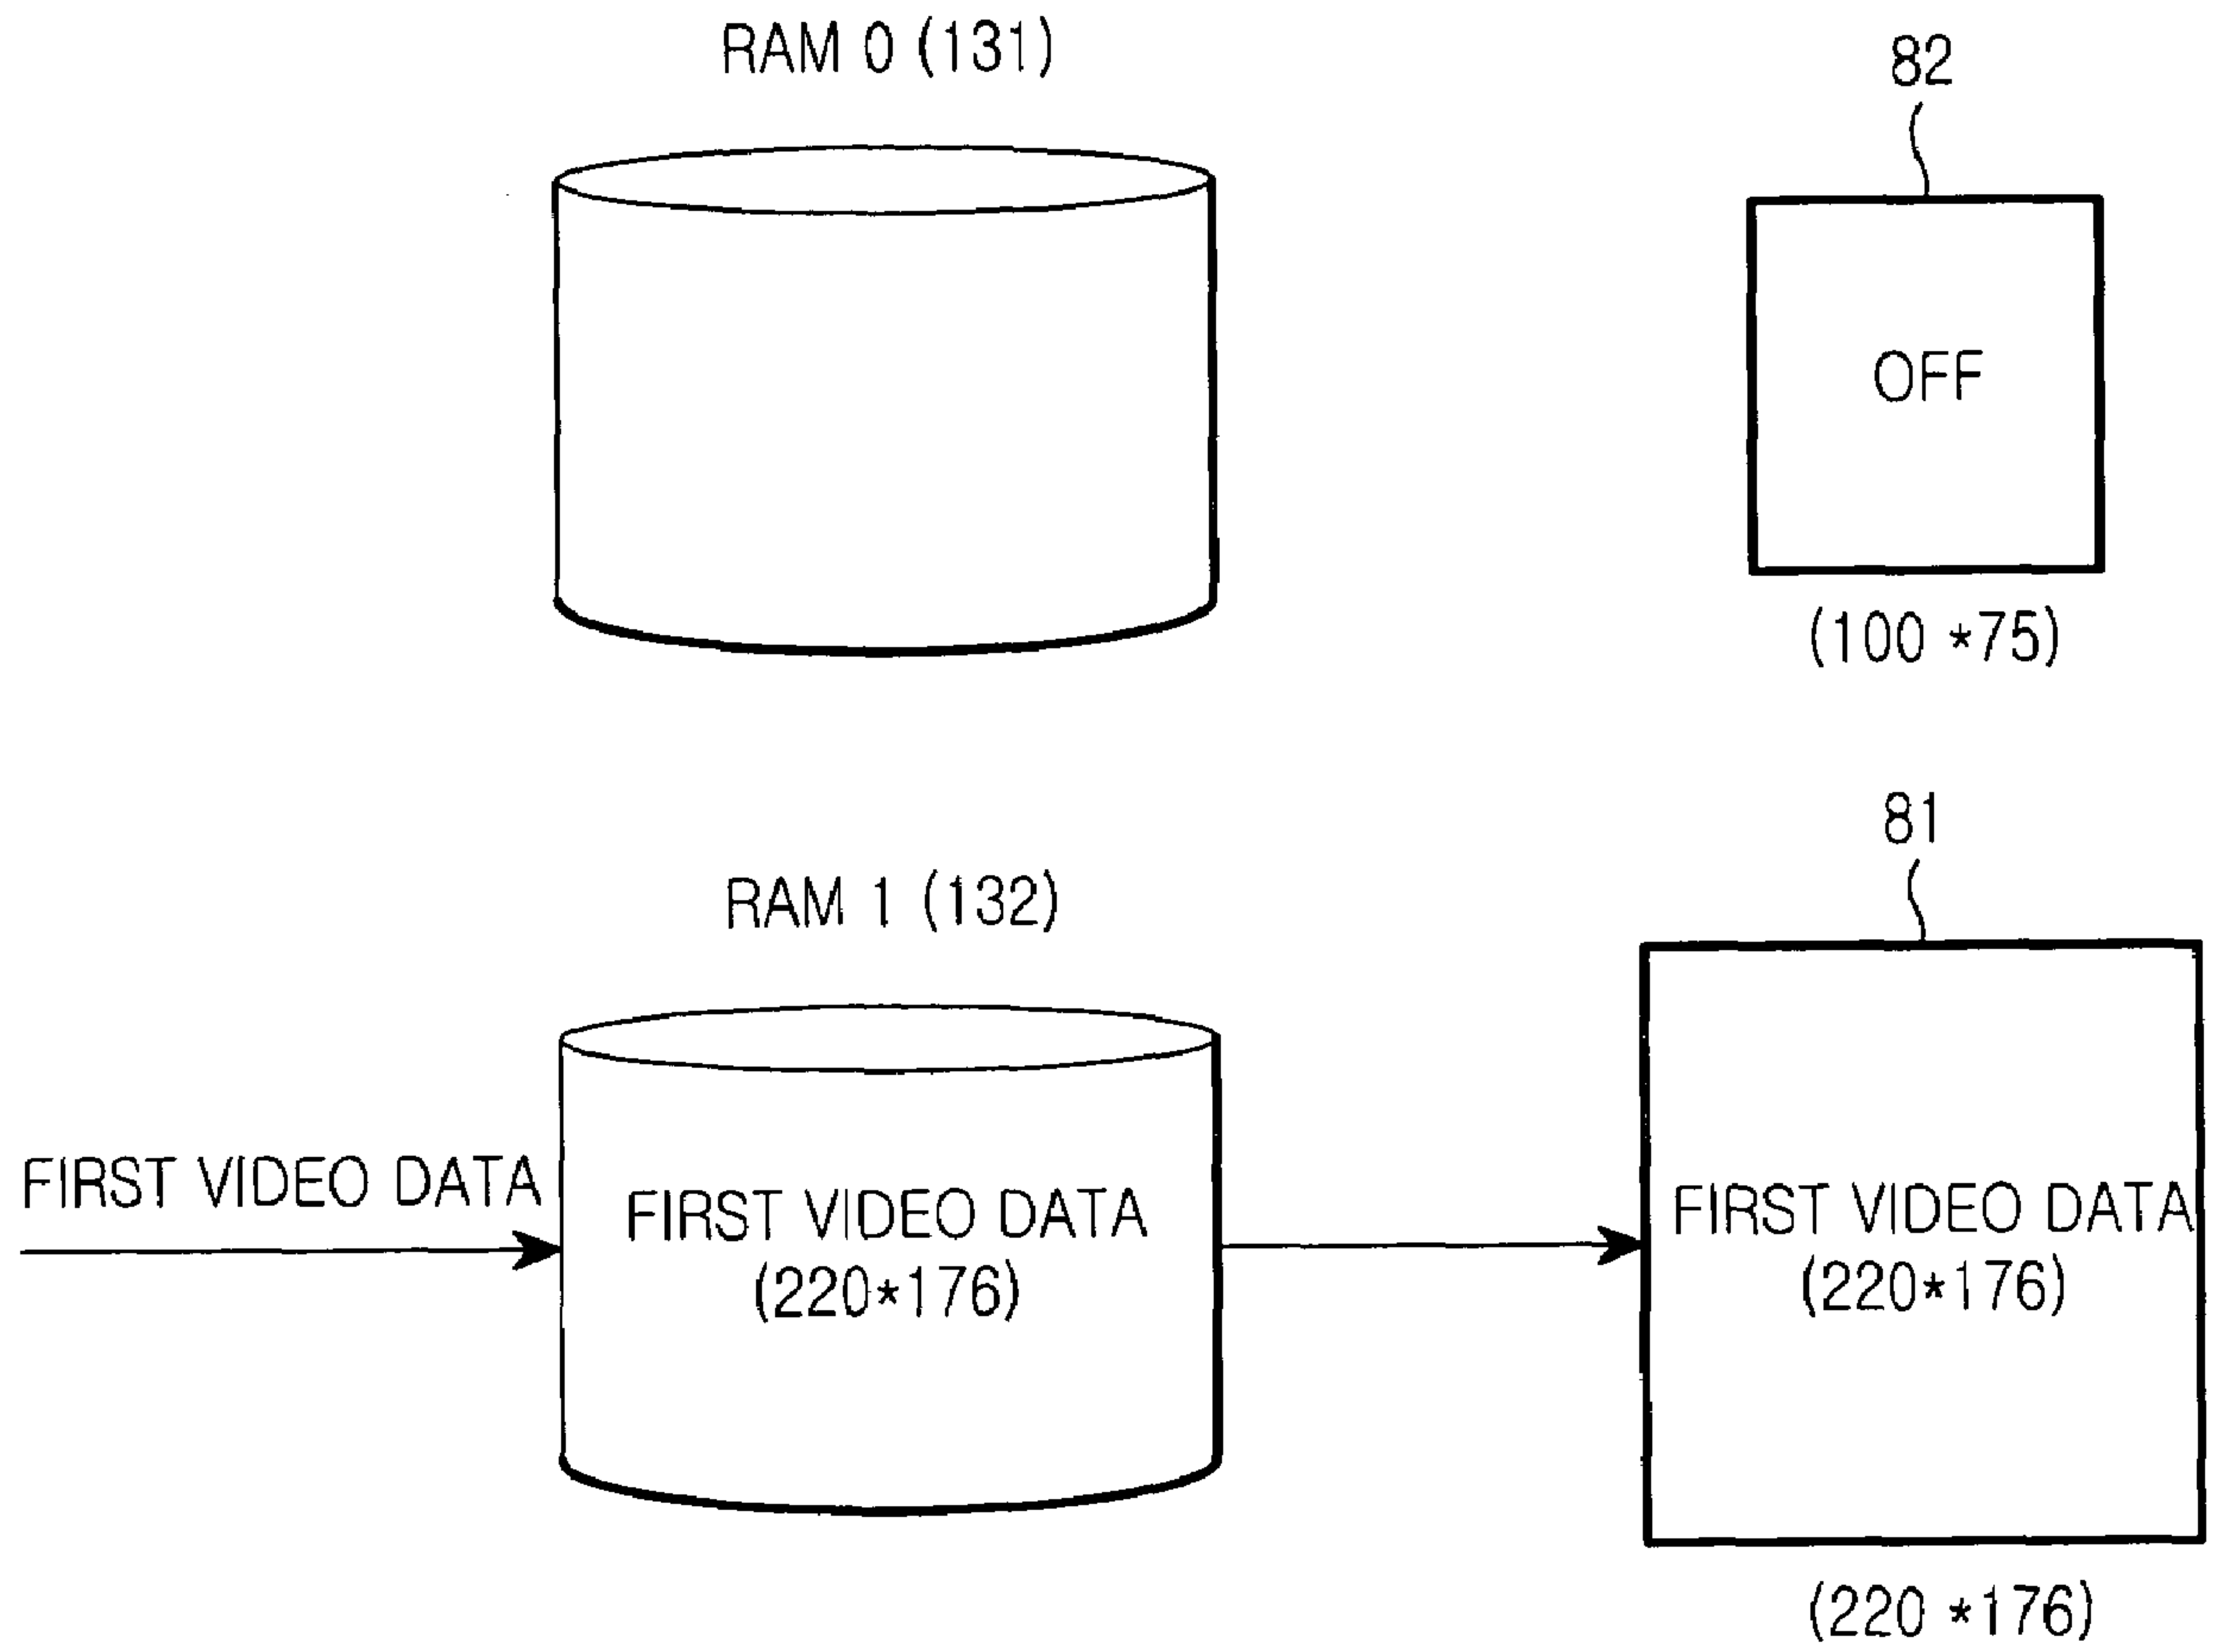 RAM 0 (131)
82
OFF
(100 *75)
81
RAM 1 (132)
FIRST VIDEO DATA
FIRST VIDEO DATA
(220*176)
FIRST VIDEO DATA
(220*176)
(220 *176)